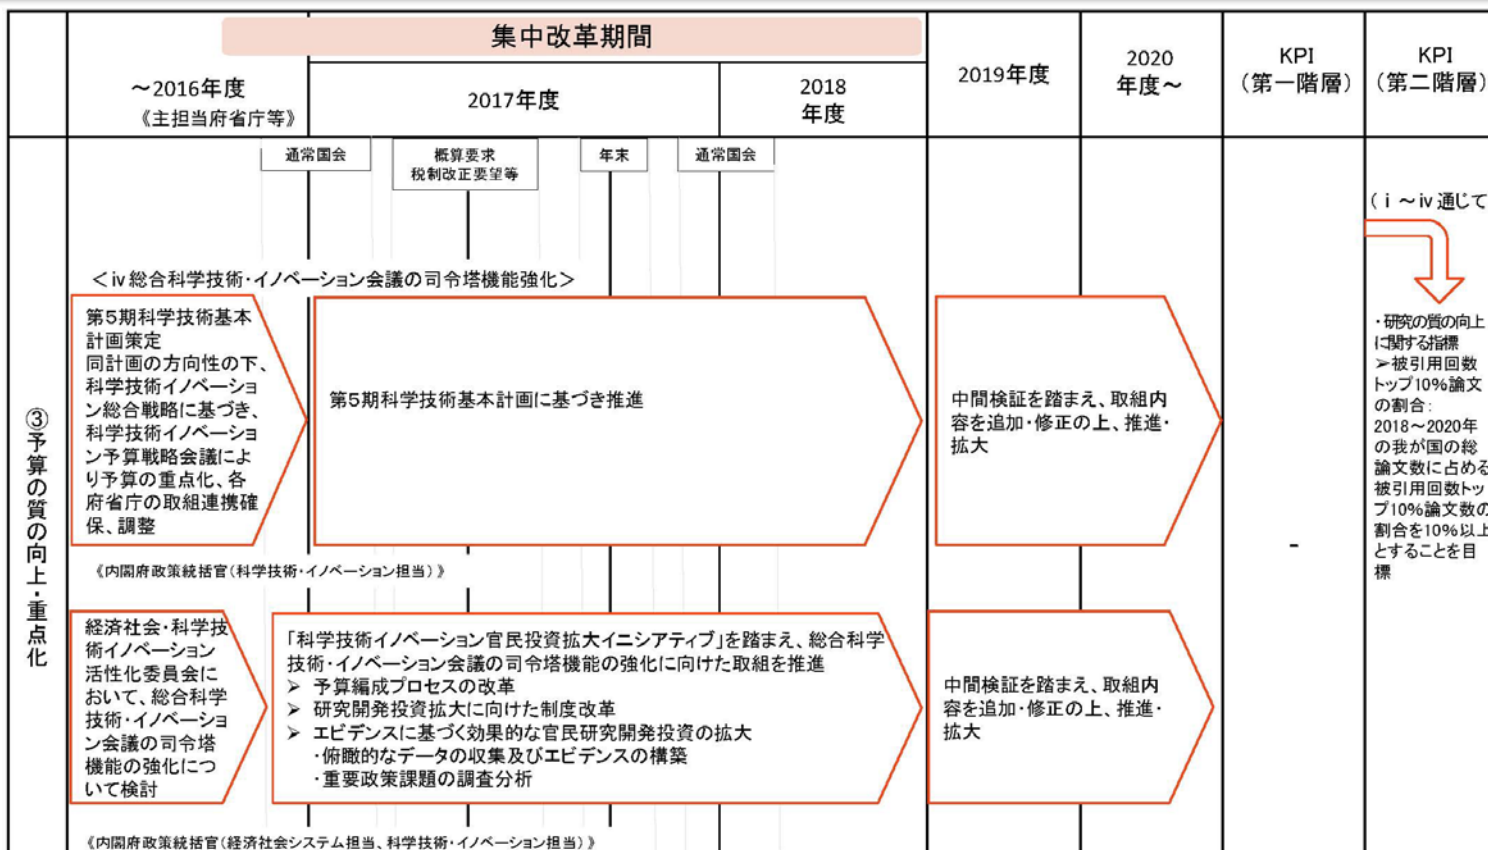 集中改革期間
～2016年度
《主担当府省庁等》
2017年度
2018
年度
2019年度
2020
年度～
KPI
（第一階層）
KPI
（第二階層）
通常国会
概算要求
税制改正要望等
年末
通常国会
（ⅰ～ⅳ通じて
＜ⅳ総合科学技術・イノベーション会議の司令塔機能強化＞
③予算の質の向上・重点化
第5期科学技術基本
計画策定
同計画の方向性の下、
科学技術イノベーショ
ン総合戦略に基づき、
科学技術イノベーショ
ン予算戦略会議によ
り予算の重点化、各
府省庁の取組連携確
保、調整
第5期科学技術基本計画に基づき推進
中間検証を踏まえ、取組内
容を追加・修正の上、推進・
拡大
-
・研究の質の向上
に関する指標
➢被引用回数
トップ10％論文
の割合：
2018～2020年
の我が国の総
論文数に占める
被引用回数トッ
プ10％論文数の
割合を10％以上
とすることを目
標
《内閣府政策統括官（科学技術・イノベーション担当）》
経済社会・科学技
術イノベーション
活性化委員会に
おいて、総合科学
技術・イノベーショ
ン会議の司令塔
機能の強化につ
いて検討
「科学技術イノベーション官民投資拡大イニシアティブ」を踏まえ、総合科学
技術・イノベーション会議の司令塔機能の強化に向けた取組を推進
➢ 予算編成プロセスの改革
➢ 研究開発投資拡大に向けた制度改革
➢ エビデンスに基づく効果的な官民研究開発投資の拡大
・俯瞰的なデータの収集及びエビデンスの構築
・重要政策課題の調査分析
中間検証を踏まえ、取組内
容を追加・修正の上、推進・
拡大
《内閣府政策統括官（経済社会システム担当、科学技術・イノベーション担当）》